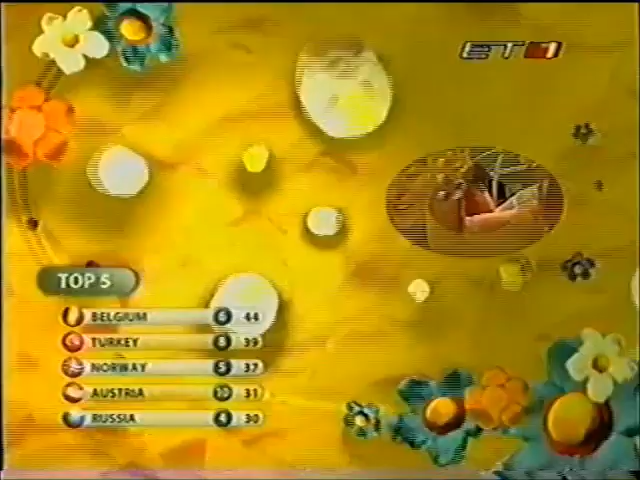 ET1
TOP 5
BELGIUM 6 44
TURKEY 8 39
NORWAY 5 37
AUSTRIA 10 31
RUSSIA 4 30